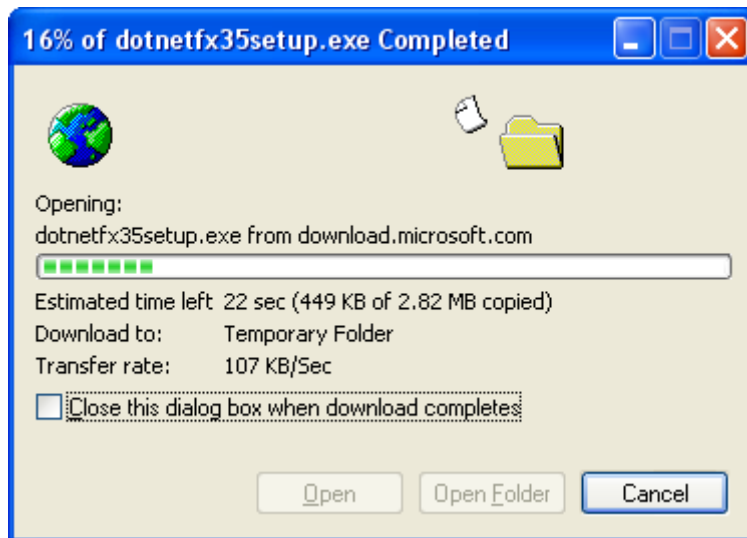 16% of dotnetfx35setup.exe Completed
Opening:
dotnetfx35setup.exe from download.microsoft.com
Estimated time left 22 sec (449 KB of 2.82 MB copied)
Download to: Temporary Folder
Transfer rate: 107 KB/Sec
Close this dialog box when download completes
Open Open Folder Cancel